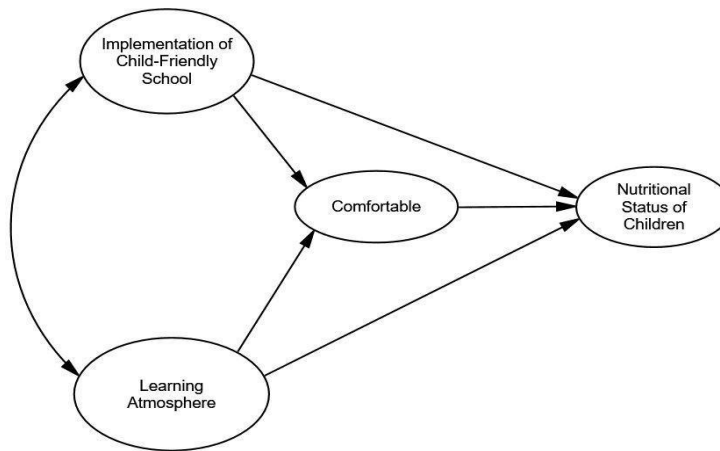 Implementation of
Child-Friendly
School
Comfortable
Nutritional
Status of
Children
Learning
Atmosphere